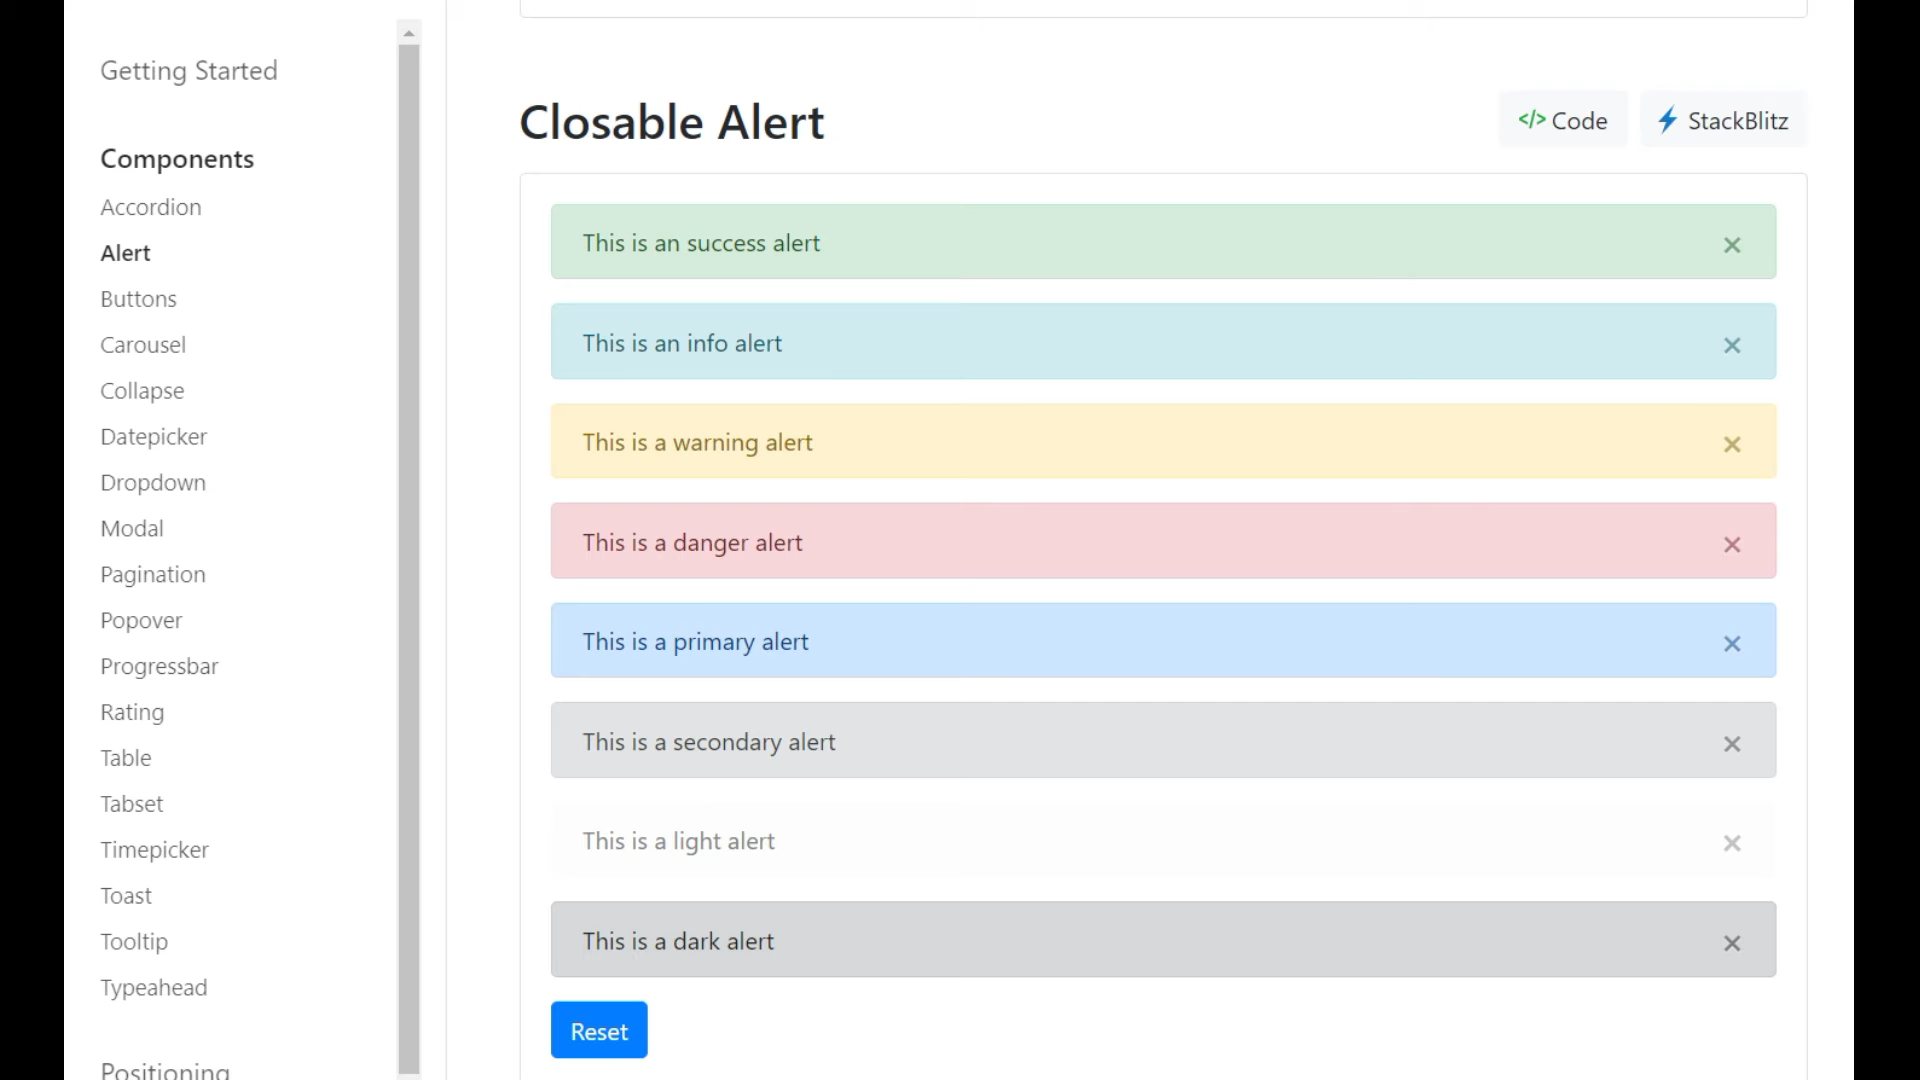 Getting Started
Components
Accordion
Alert
Buttons
Carousel
Collapse
Datepicker
Dropdown
Modal
Pagination
Popover
Progressbar
Rating
Table
Tabset
Timepicker
Toast
Tooltip
Typeahead
Positioning
Closable Alert
</> Code
StackBlitz
This is an success alert ×
This is an info alert ×
This is a warning alert ×
This is a danger alert ×
This is a primary alert ×
This is a secondary alert ×
This is a light alert ×
This is a dark alert ×
Reset